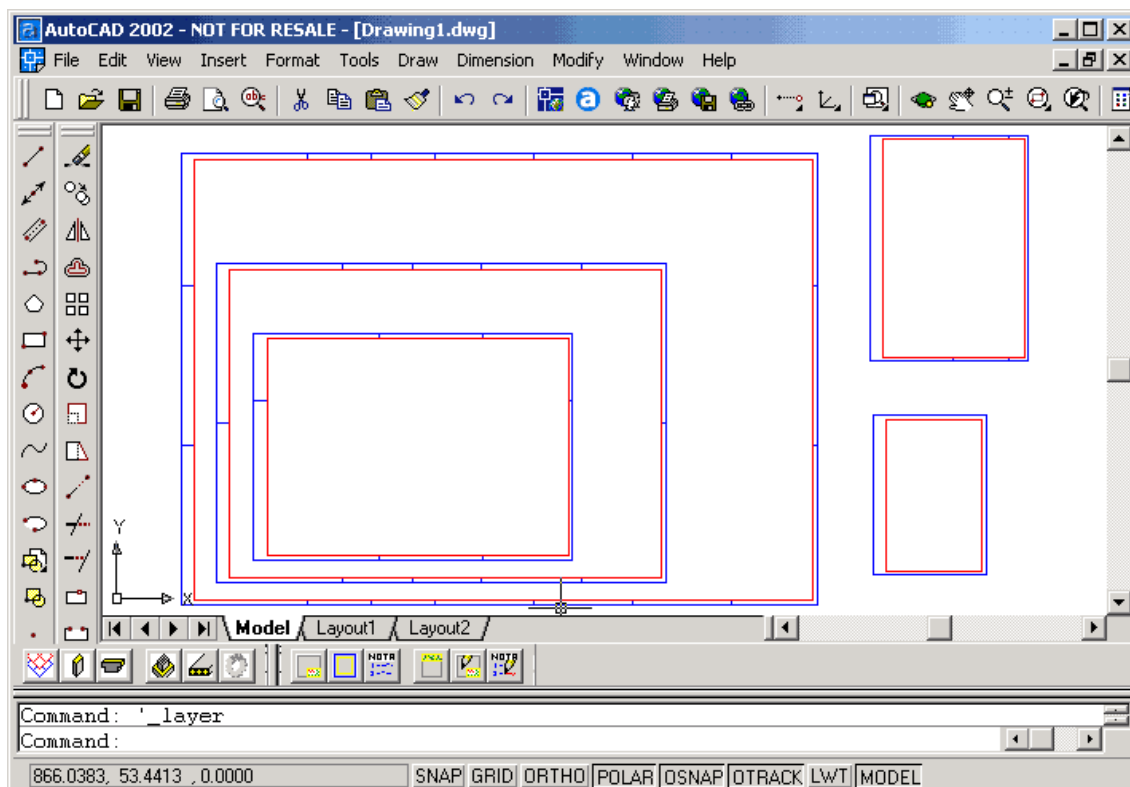 AutoCAD 2002 - NOT FOR RESALE - [Drawing1.dwg]
File Edit View Insert Format Tools Draw Dimension Modify Window Help
Y
X
Model Layout1 Layout2
NOTA NOTA
Command: '_layer
Command:
866.0383, 53.4413 , 0.0000 SNAP GRID ORTHO POLAR OSNAP OTRACK LWT MODEL